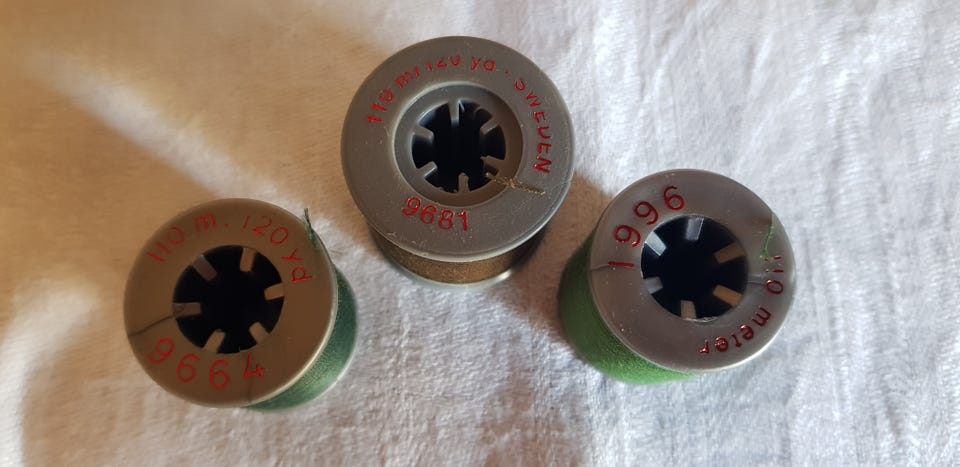 110 m. 120 yd
9664
110 m/120 yd · SWEDEN
9681
1996
110 meter